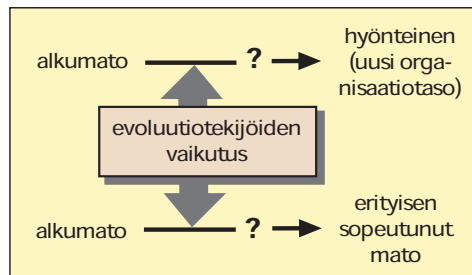 alkumato
?
hyönteinen
(uusi orga-
nisaatiotaso)
evoluutiotekijöiden
vaikutus
alkumato
?
erityisen
sopeutunut
mato